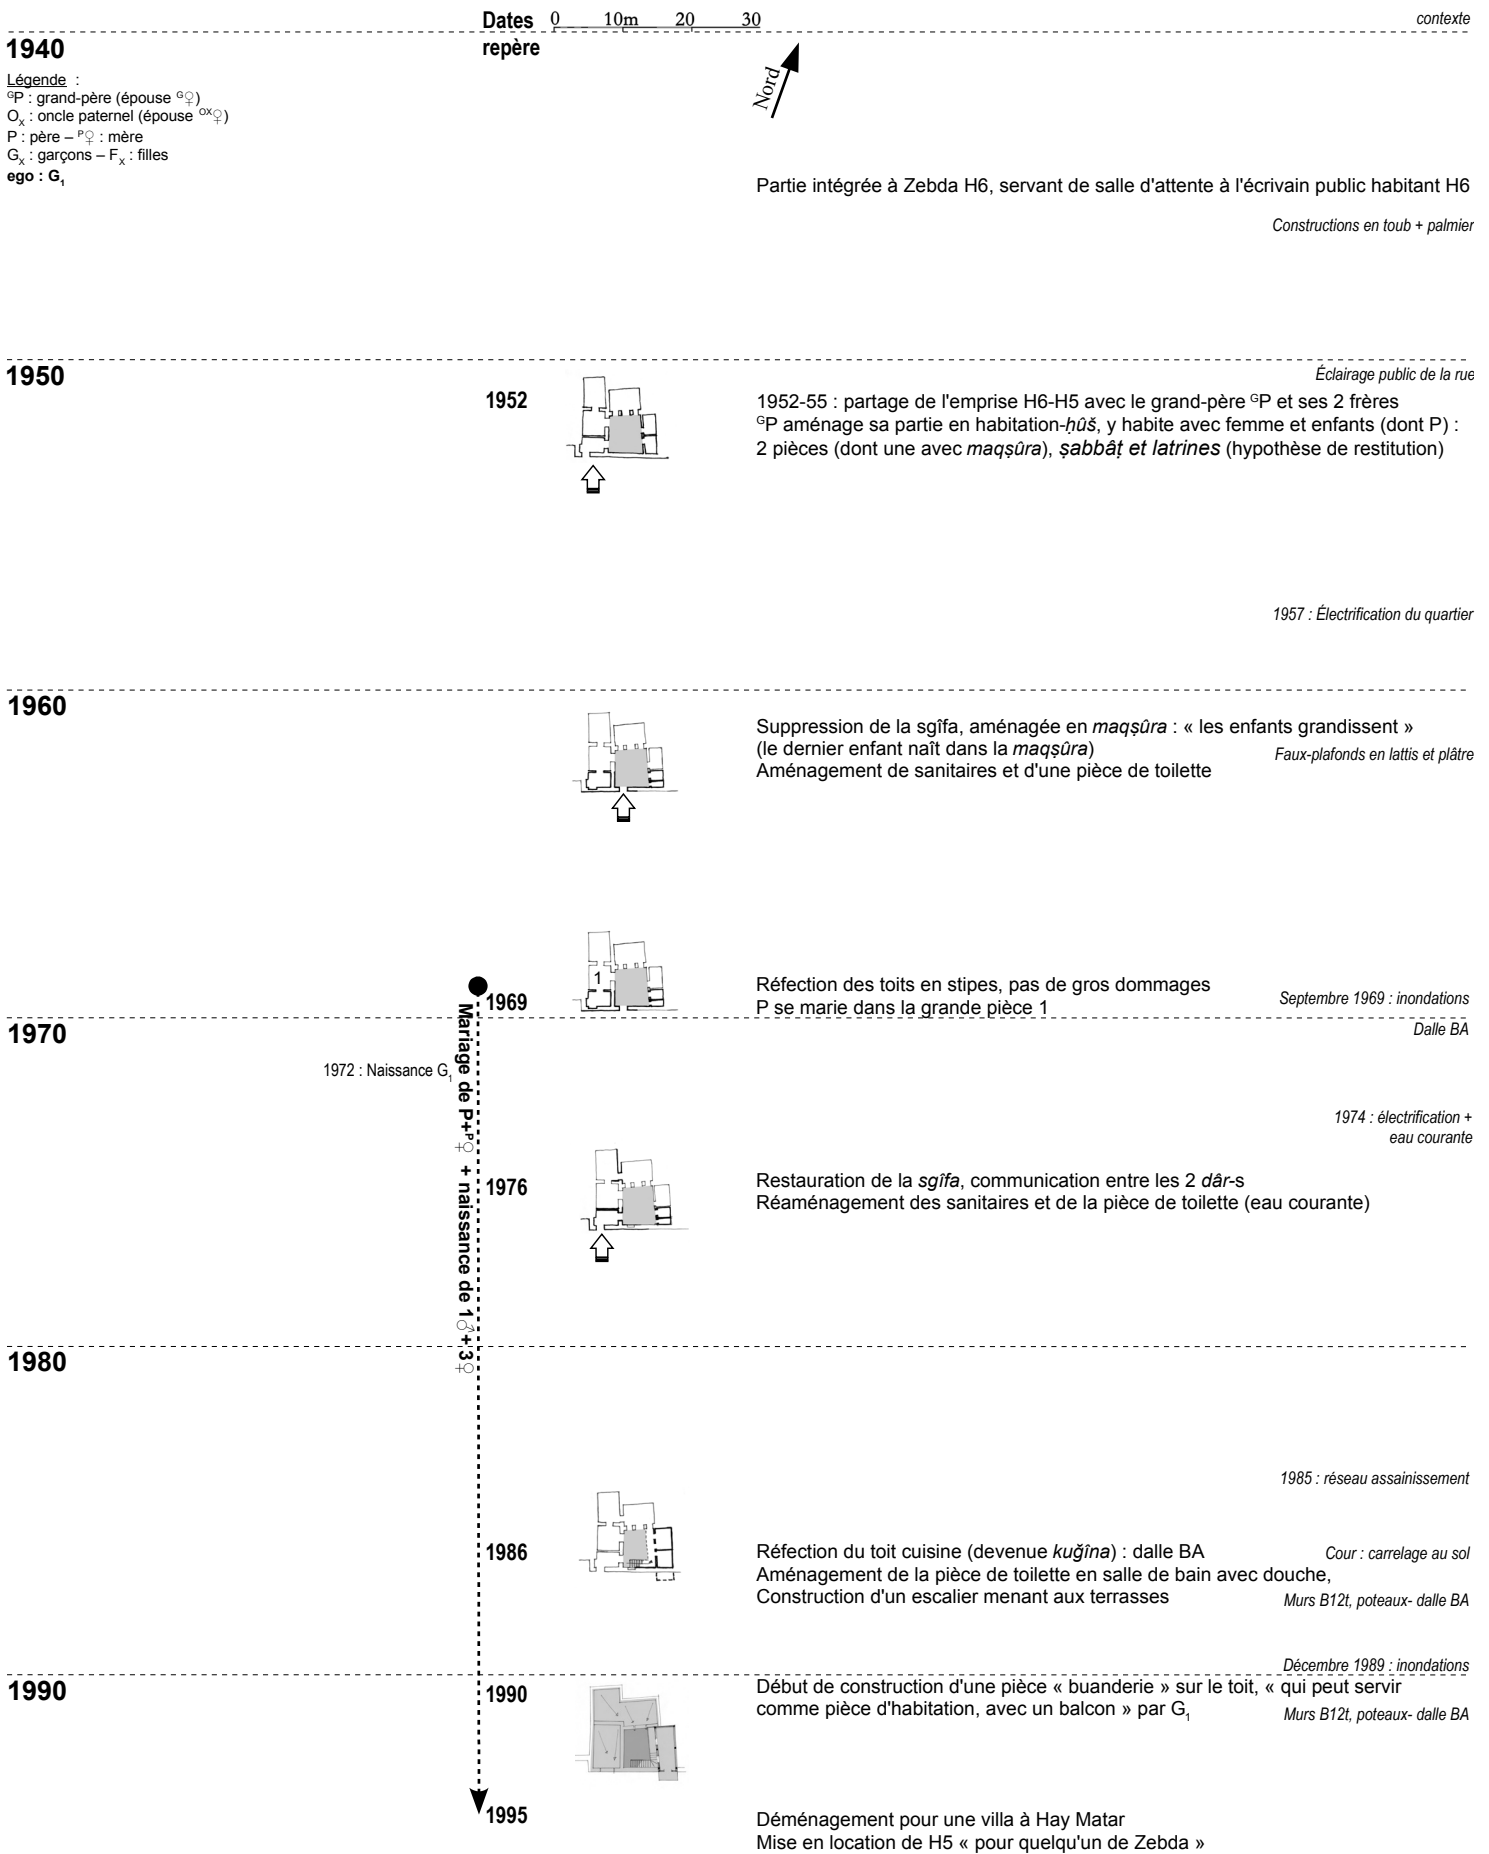 Dates 0 10m 20 30 contexte
1940 repère
Légende :
ᴳP : grand-père (épouse ᴳ♀)
Oₓ : oncle paternel (épouse ᴼˣ♀)
P : père – ᴾ♀ : mère
Gₓ : garçons – Fₓ : filles
ego : G₁
Nord
Partie intégrée à Zebda H6, servant de salle d'attente à l'écrivain public habitant H6
Constructions en toub + palmier
1950
Éclairage public de la rue
1952
1952-55 : partage de l'emprise H6-H5 avec le grand-père ᴳP et ses 2 frères
ᴳP aménage sa partie en habitation-ḥûš, y habite avec femme et enfants (dont P) :
2 pièces (dont une avec maqṣûra), ṣabbâṭ et latrines (hypothèse de restitution)
1957 : Électrification du quartier
1960
Suppression de la sgîfa, aménagée en maqṣûra : « les enfants grandissent »
(le dernier enfant naît dans la maqṣûra)
Faux-plafonds en lattis et plâtre
Aménagement de sanitaires et d'une pièce de toilette
1
1969
Réfection des toits en stipes, pas de gros dommages
P se marie dans la grande pièce 1
Septembre 1969 : inondations
1970
Dalle BA
Mariage de P+ᴾ♀ + naissance de 1♂+3♀
1972 : Naissance G₁
1974 : électrification +
eau courante
1976
Restauration de la sgîfa, communication entre les 2 dâr-s
Réaménagement des sanitaires et de la pièce de toilette (eau courante)
1980
1985 : réseau assainissement
1986
Réfection du toit cuisine (devenue kuǧîna) : dalle BA
Cour : carrelage au sol
Aménagement de la pièce de toilette en salle de bain avec douche,
Construction d'un escalier menant aux terrasses
Murs B12t, poteaux- dalle BA
Décembre 1989 : inondations
1990
1990
Début de construction d'une pièce « buanderie » sur le toit, « qui peut servir
comme pièce d'habitation, avec un balcon » par G₁
Murs B12t, poteaux- dalle BA
1995
Déménagement pour une villa à Hay Matar
Mise en location de H5 « pour quelqu'un de Zebda »